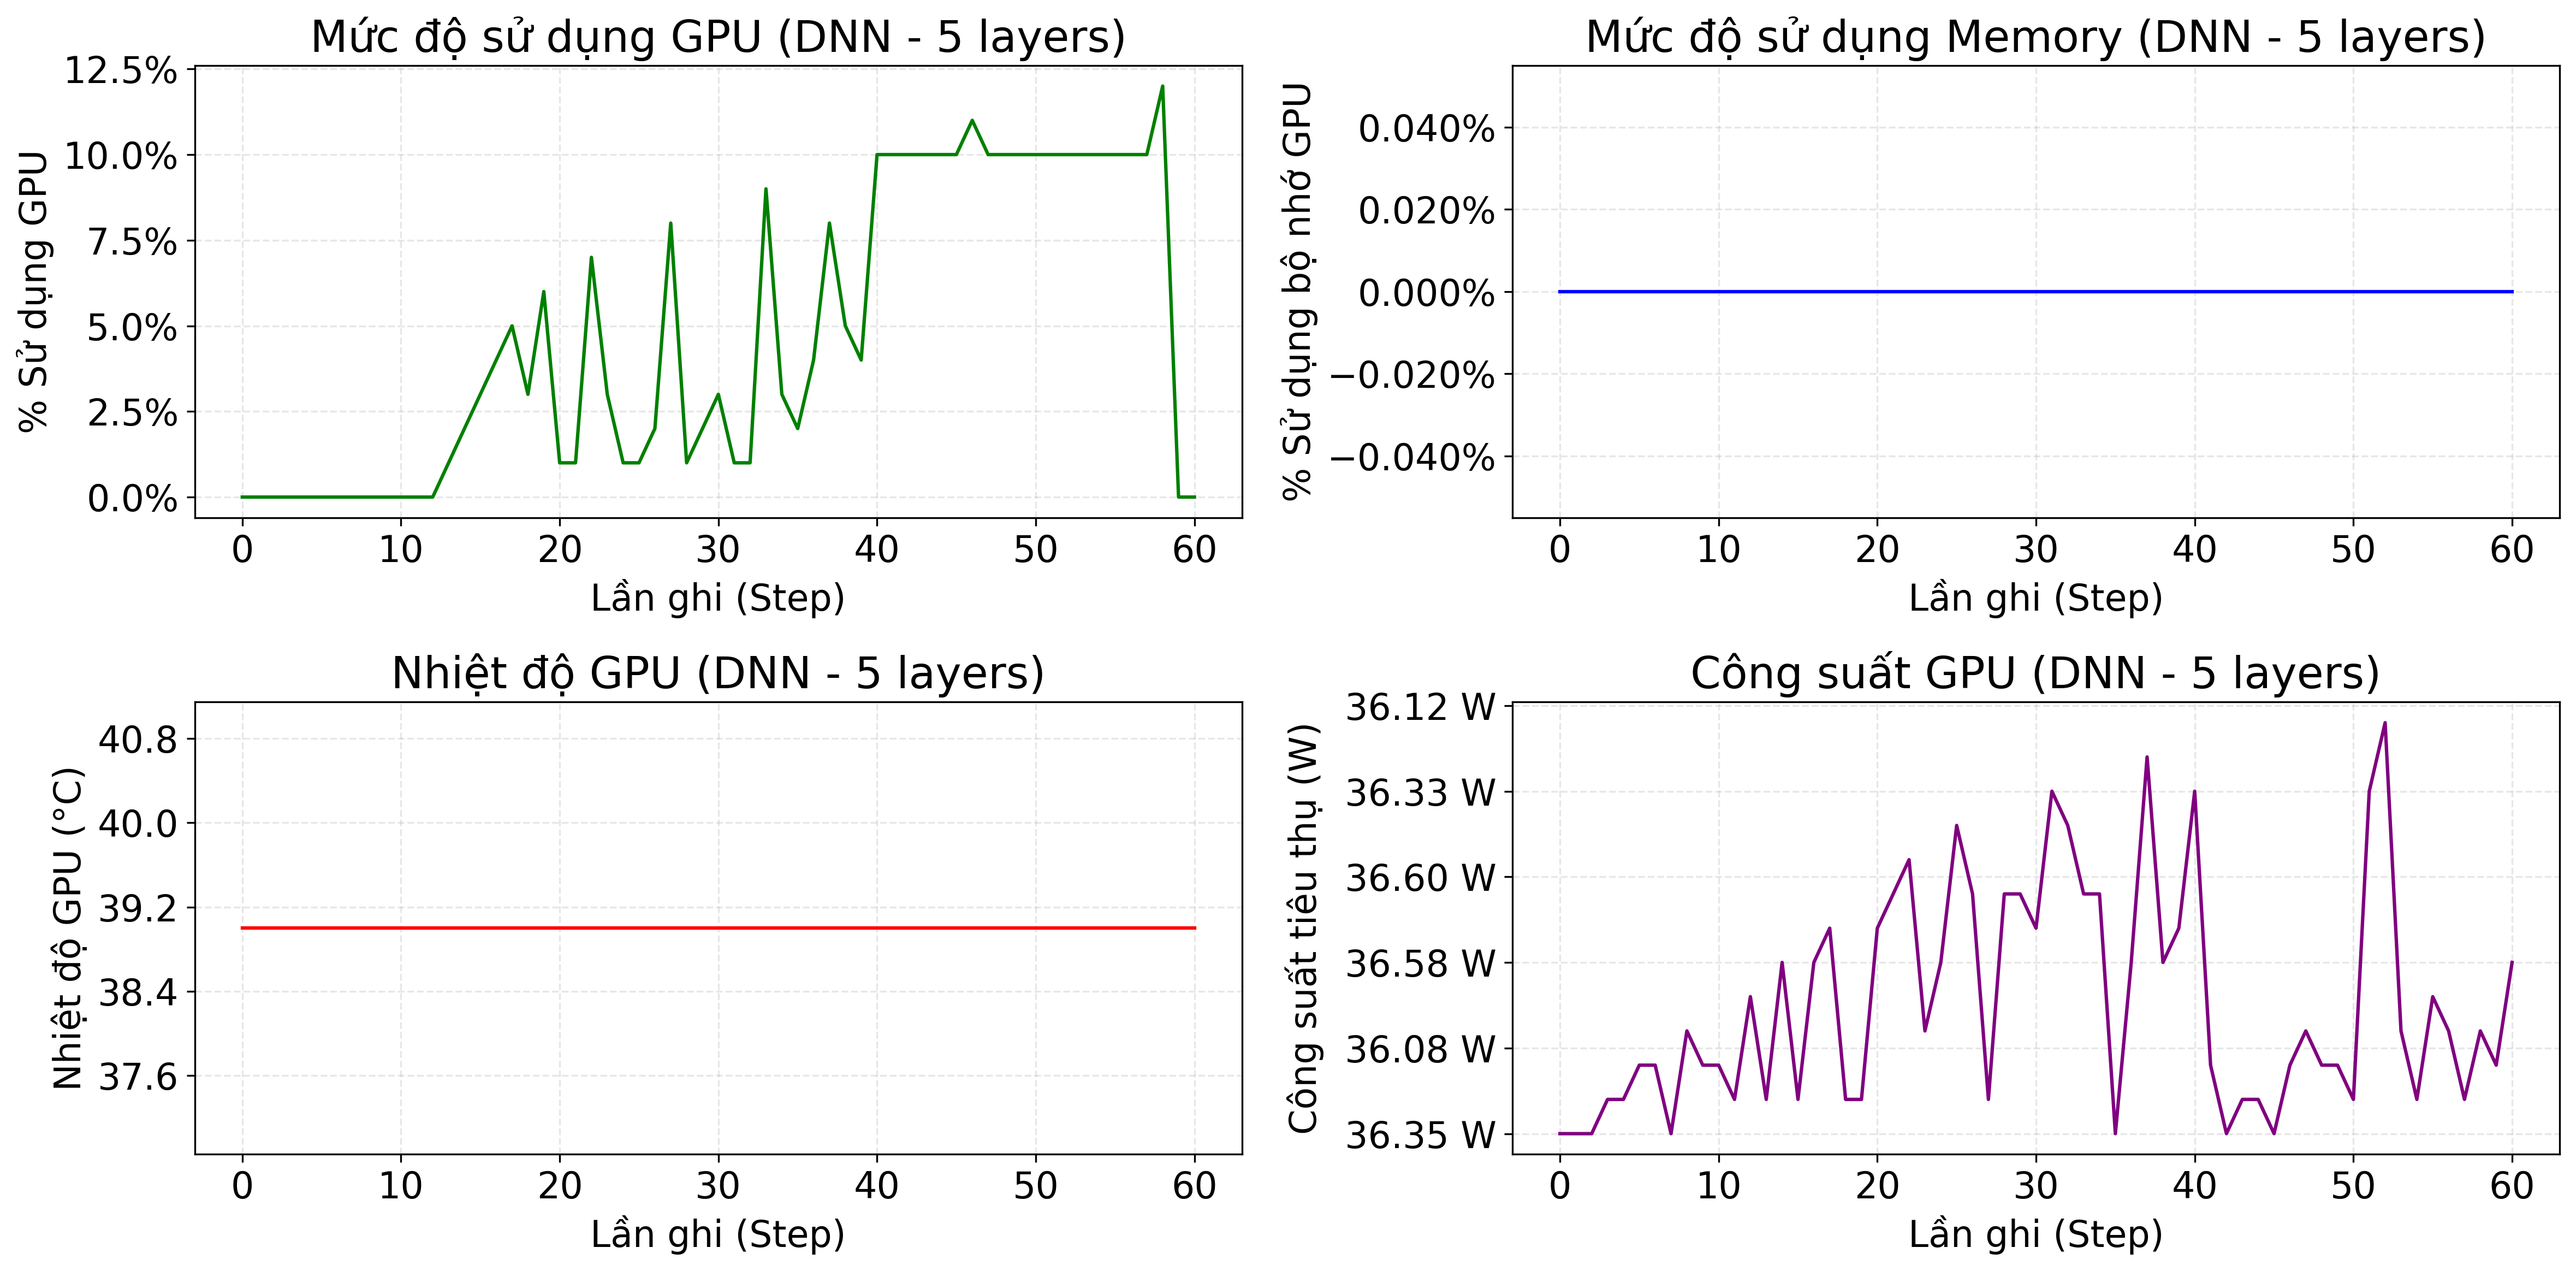 Mức độ sử dụng GPU (DNN - 5 layers)
% Sử dụng GPU
12.5%
10.0%
7.5%
5.0%
2.5%
0.0%
0 10 20 30 40 50 60
Lần ghi (Step)
Mức độ sử dụng Memory (DNN - 5 layers)
% Sử dụng bộ nhớ GPU
0.040%
0.020%
0.000%
−0.020%
−0.040%
0 10 20 30 40 50 60
Lần ghi (Step)
Nhiệt độ GPU (DNN - 5 layers)
Nhiệt độ GPU (°C)
40.8
40.0
39.2
38.4
37.6
0 10 20 30 40 50 60
Lần ghi (Step)
Công suất GPU (DNN - 5 layers)
Công suất tiêu thụ (W)
36.12 W
36.33 W
36.60 W
36.58 W
36.08 W
36.35 W
0 10 20 30 40 50 60
Lần ghi (Step)